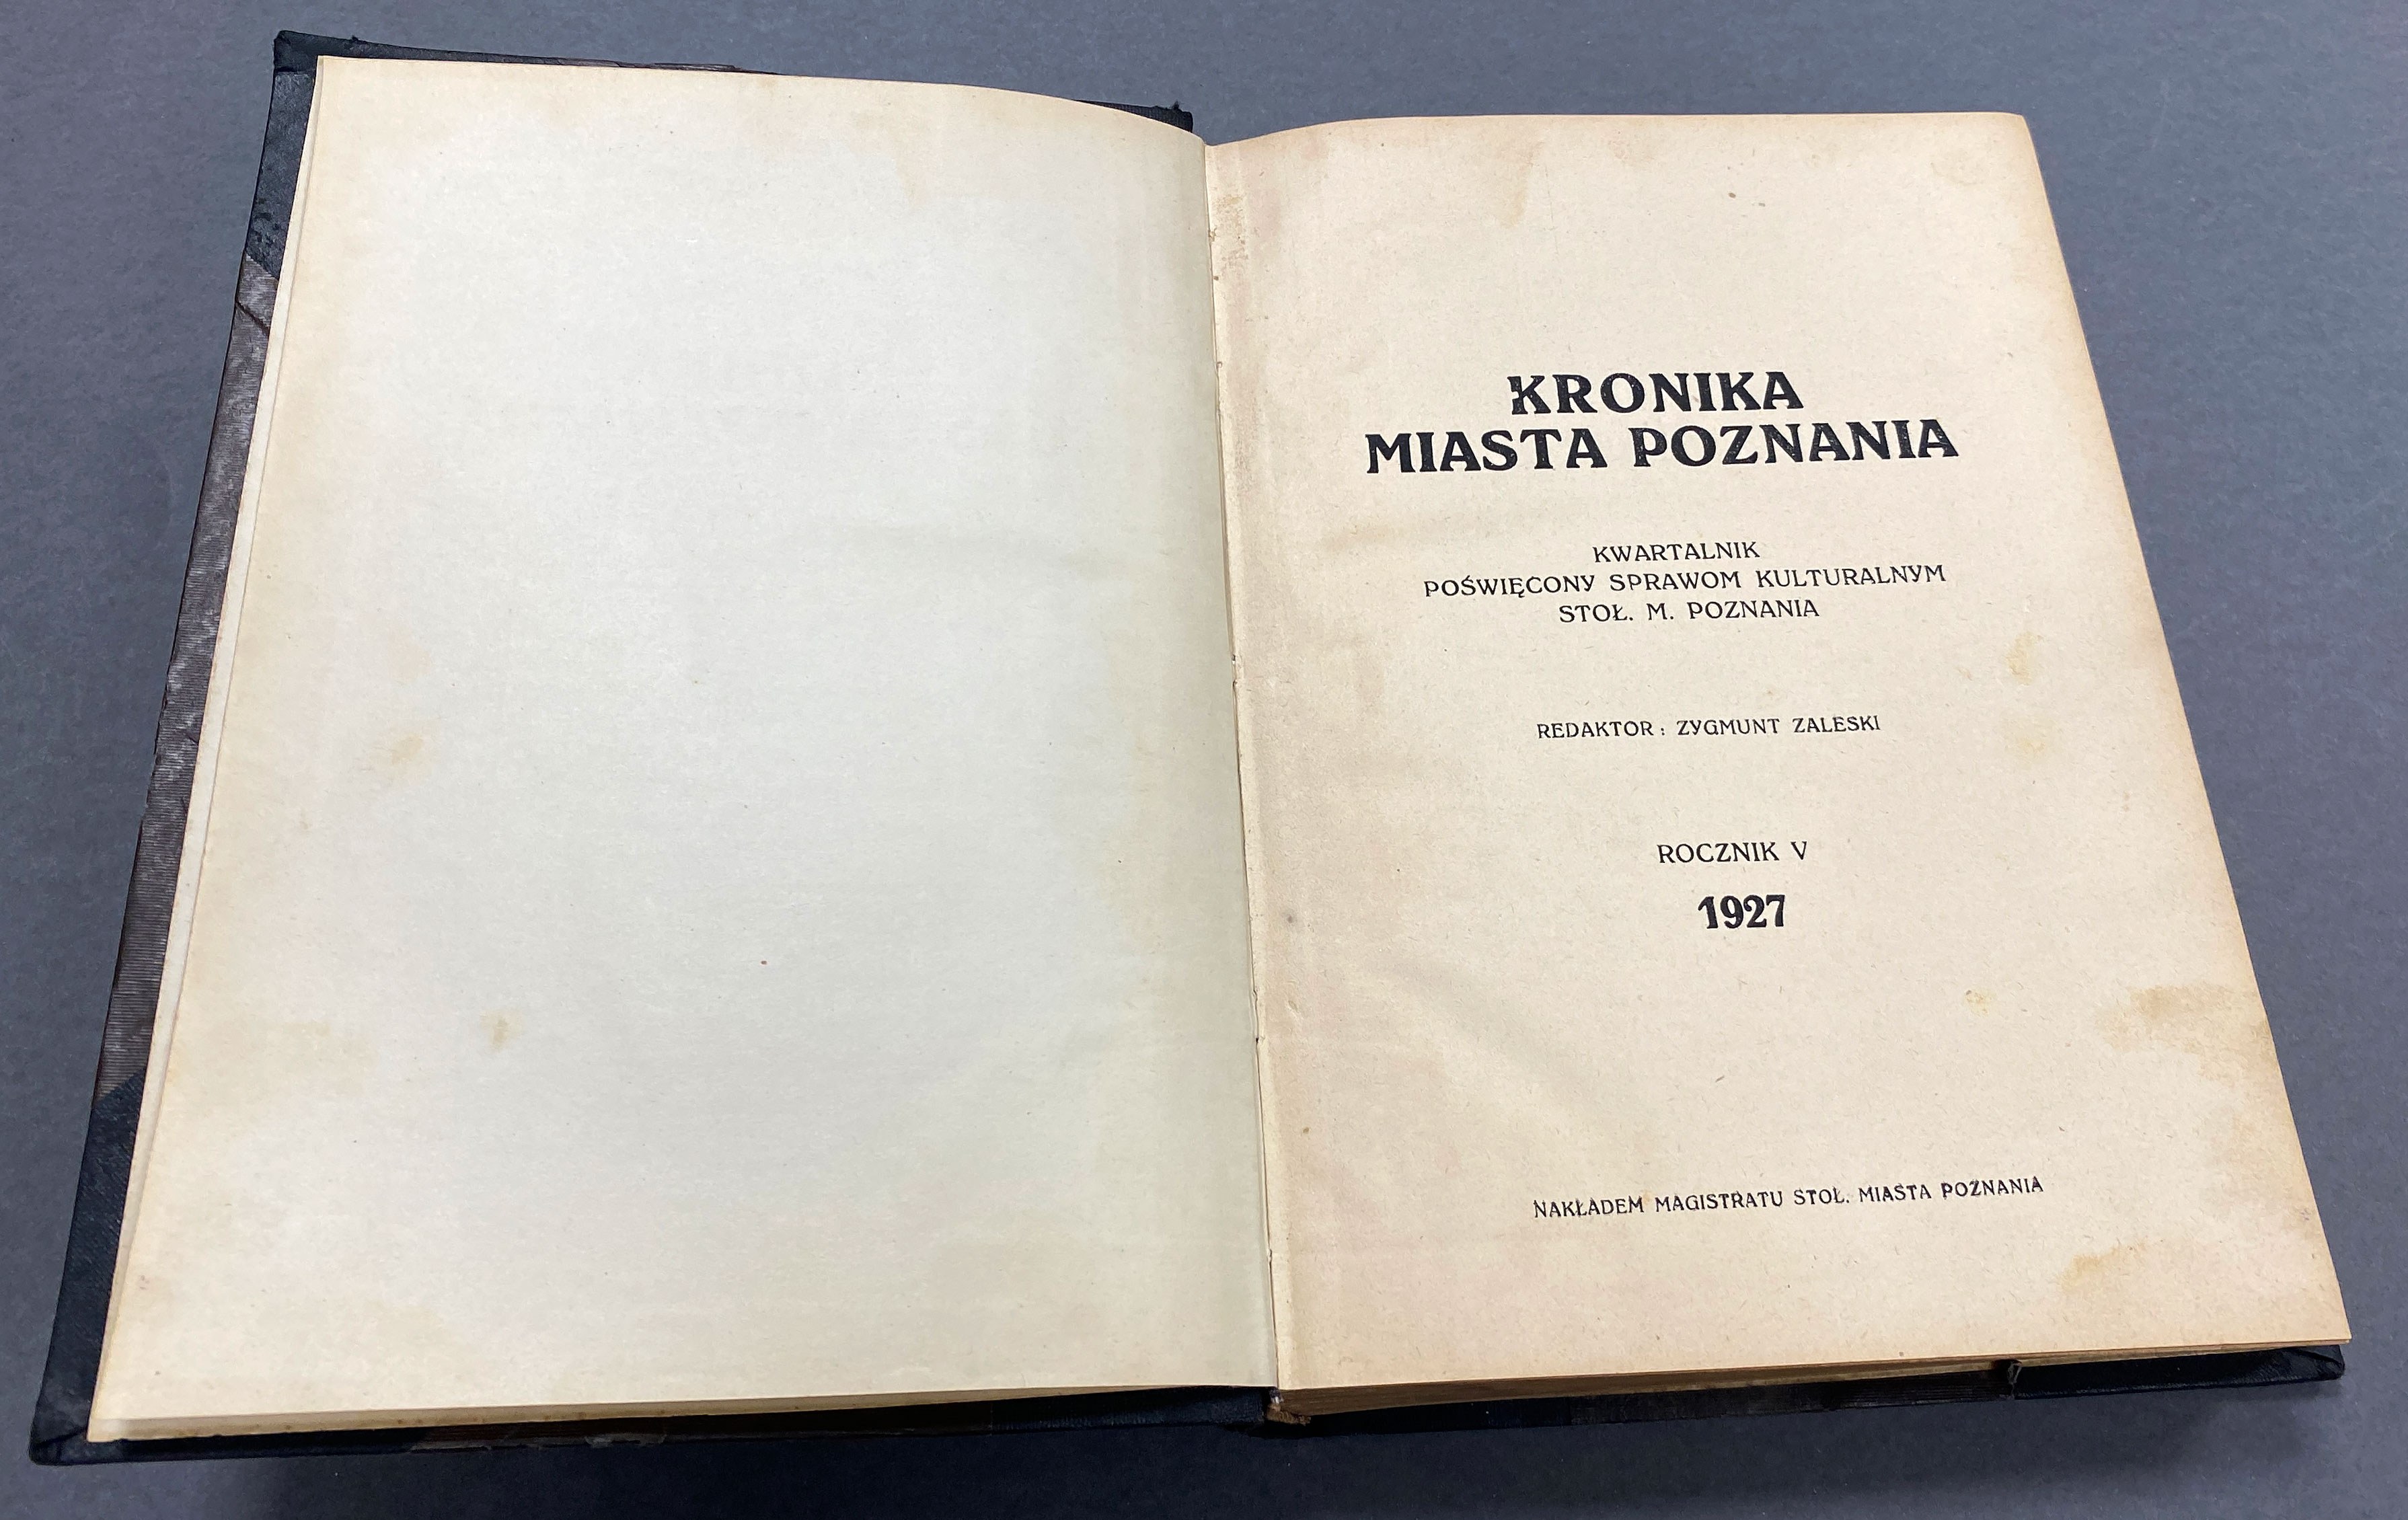 KRONIKA
MIASTA POZNANIA
KWARTALNIK
POŚWIĘCONY SPRAWOM KULTURALNYM
STOŁ. M. POZNANIA
REDAKTOR : ZYGMUNT ZALESKI
ROCZNIK V
1927
NAKŁADEM MAGISTRATU STOŁ. MIASTA POZNANIA